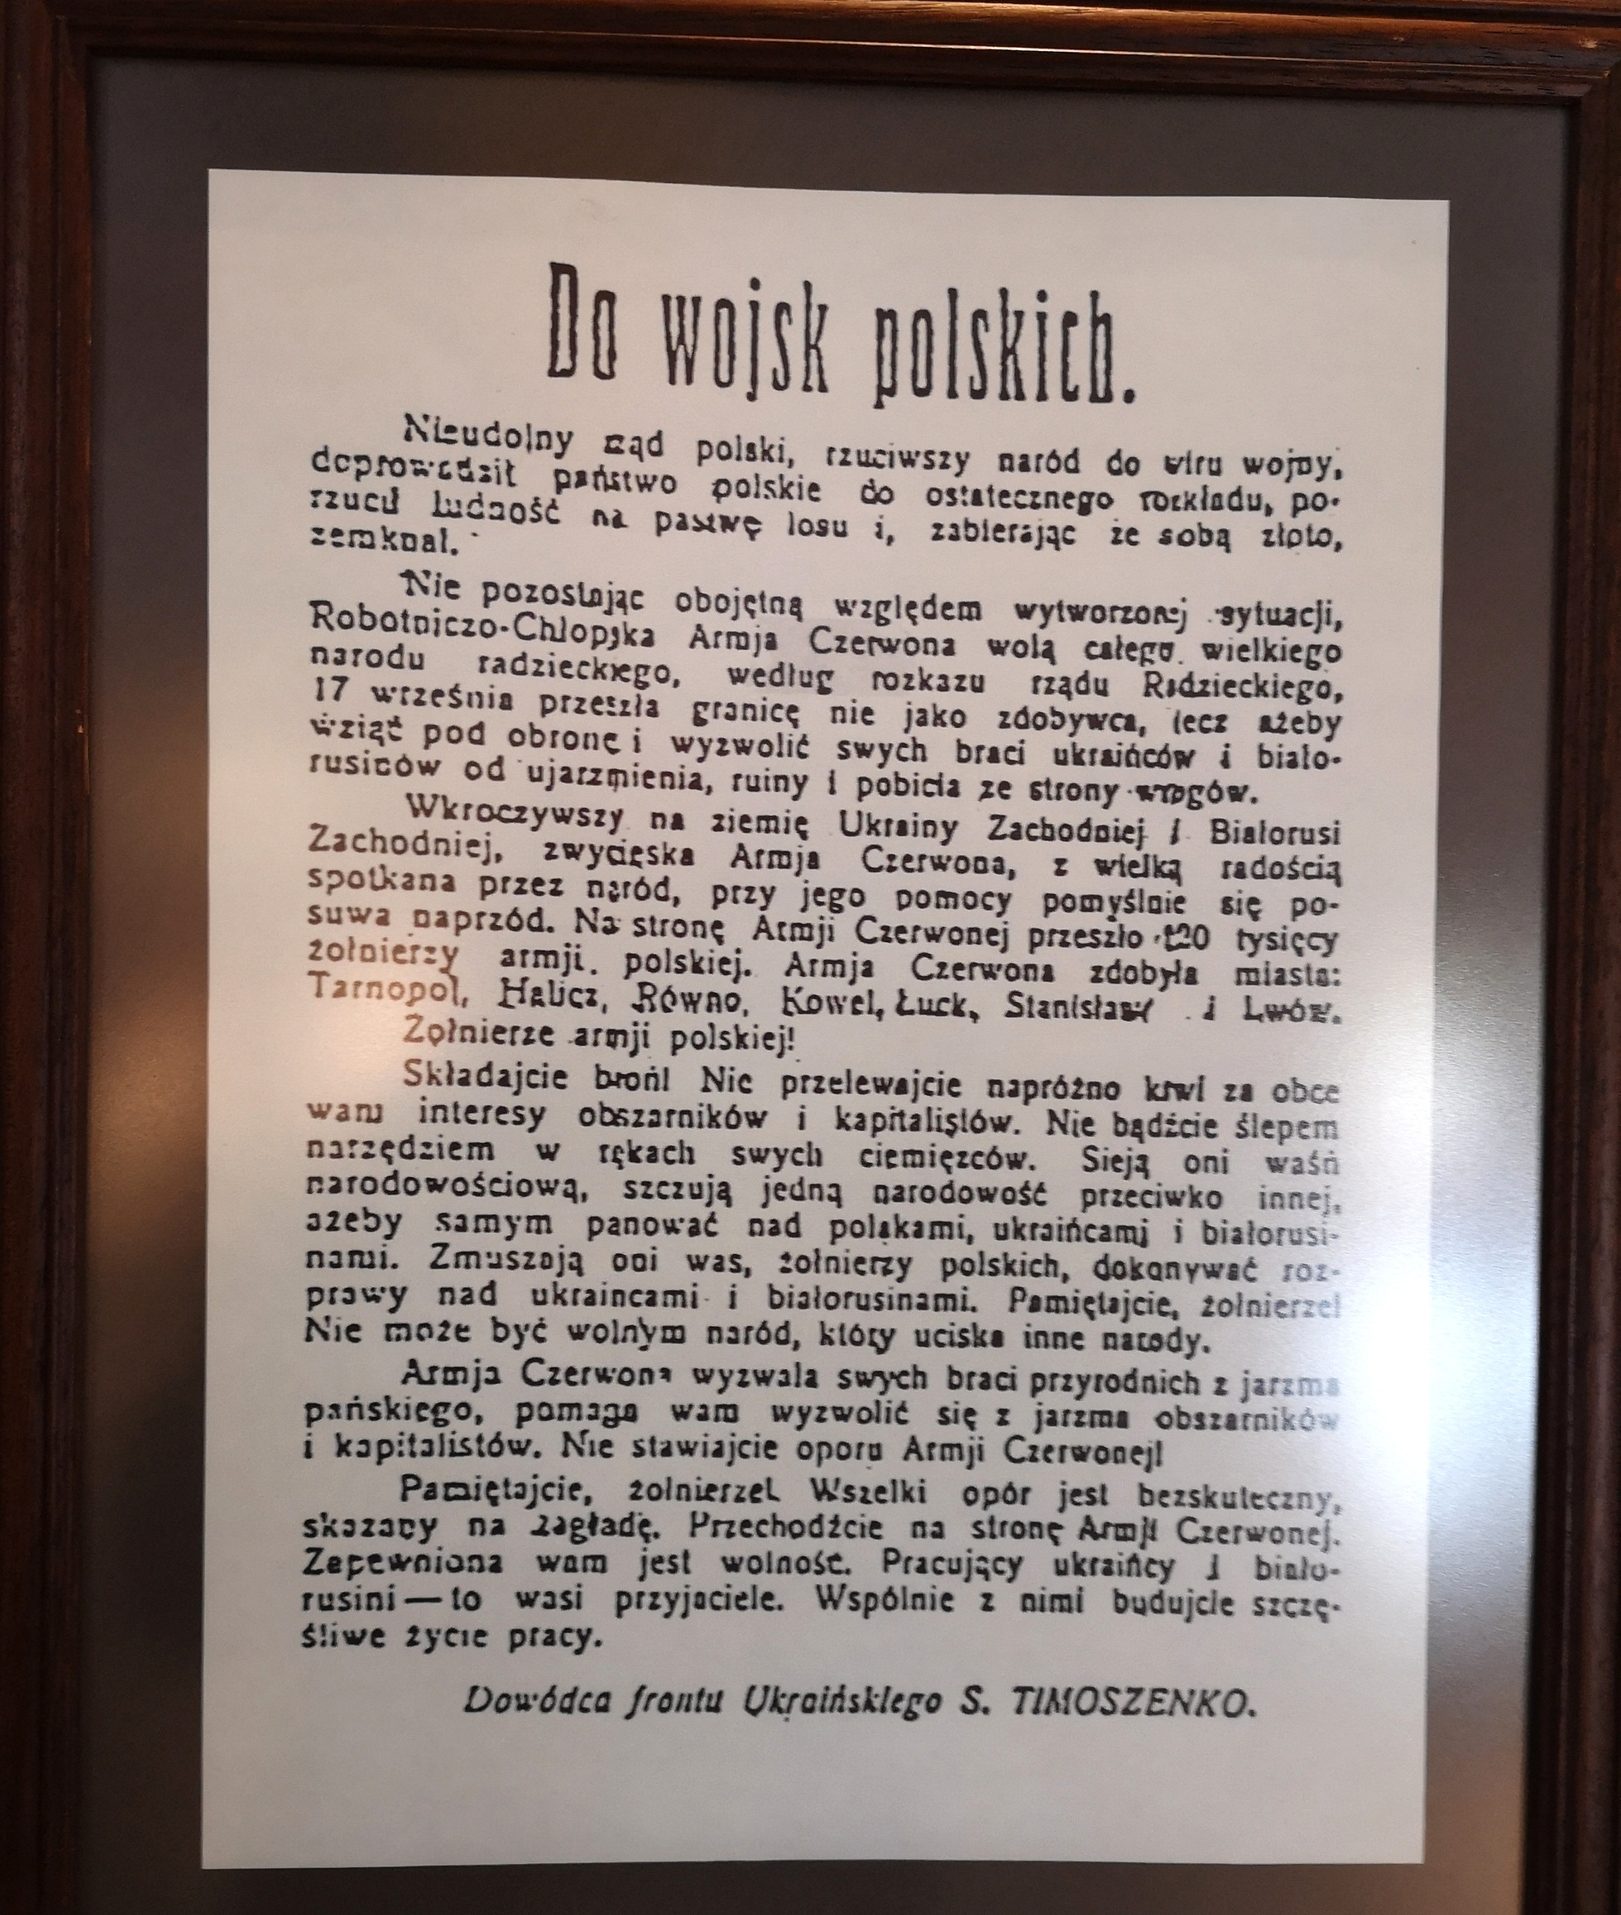 Do wojsk polskich.
Nieudolny rząd polski, rzuciwszy naród do wiru wojny,
doprowadził państwo polskie do ostatecznego rozkładu, po-
rzucił ludność na pastwę losu i, zabierając ze sobą złoto,
zemknał.
Nie pozostając obojętną względem wytworzonej sytuacji,
Robotniczo-Chłopska Armja Czerwona wolą całego wielkiego
narodu radzieckiego, według rozkazu rządu Radzieckiego,
17 września przeszła granicę nie jako zdobywca, lecz ażeby
wziąć pod obronę i wyzwolić swych braci ukraińców i biało-
rusinów od ujarzmienia, ruiny i pobicia ze strony wrogów.
Wkroczywszy na ziemię Ukrainy Zachodniej i Białorusi
Zachodniej, zwycięska Armja Czerwona, z wielką radością
spotkana przez naród, przy jego pomocy pomyślnie się po-
suwa naprzód. Na stronę Armji Czerwonej przeszło 120 tysięcy
żołnierzy armji polskiej. Armja Czerwona zdobyła miasta:
Tarnopol, Halicz, Równo, Kowel, Łuck, Stanisław i Lwów.
Żołnierze armji polskiej!
Składajcie broń! Nie przelewajcie napróżno krwi za obce
wam interesy obszarników i kapitalistów. Nie bądźcie ślepem
narzędziem w rękach swych ciemięzców. Sieją oni waśń
narodowościową, szczują jedną narodowość przeciwko innej,
ażeby samym panować nad polakami, ukraińcami i białorusi-
nami. Zmuszają oni was, żołnierzy polskich, dokonywać roz-
prawy nad ukraincami i białorusinami. Pamiętajcie, żołnierze!
Nie może być wolnym naród, który uciska inne narody.
Armja Czerwona wyzwala swych braci przyrodnich z jarzma
pańskiego, pomaga wam wyzwolić się z jarzma obszarników
i kapitalistów. Nie stawiajcie oporu Armji Czerwonej!
Pamiętajcie, żołnierze! Wszelki opór jest bezskuteczny,
skazany na zagładę. Przechodźcie na stronę Armji Czerwonej.
Zapewniona wam jest wolność. Pracujący ukraińcy i biało-
rusini — to wasi przyjaciele. Wspólnie z nimi budujcie szczę-
śliwe życie pracy.
Dowódca frontu Ukraińskiego S. TIMOSZENKO.